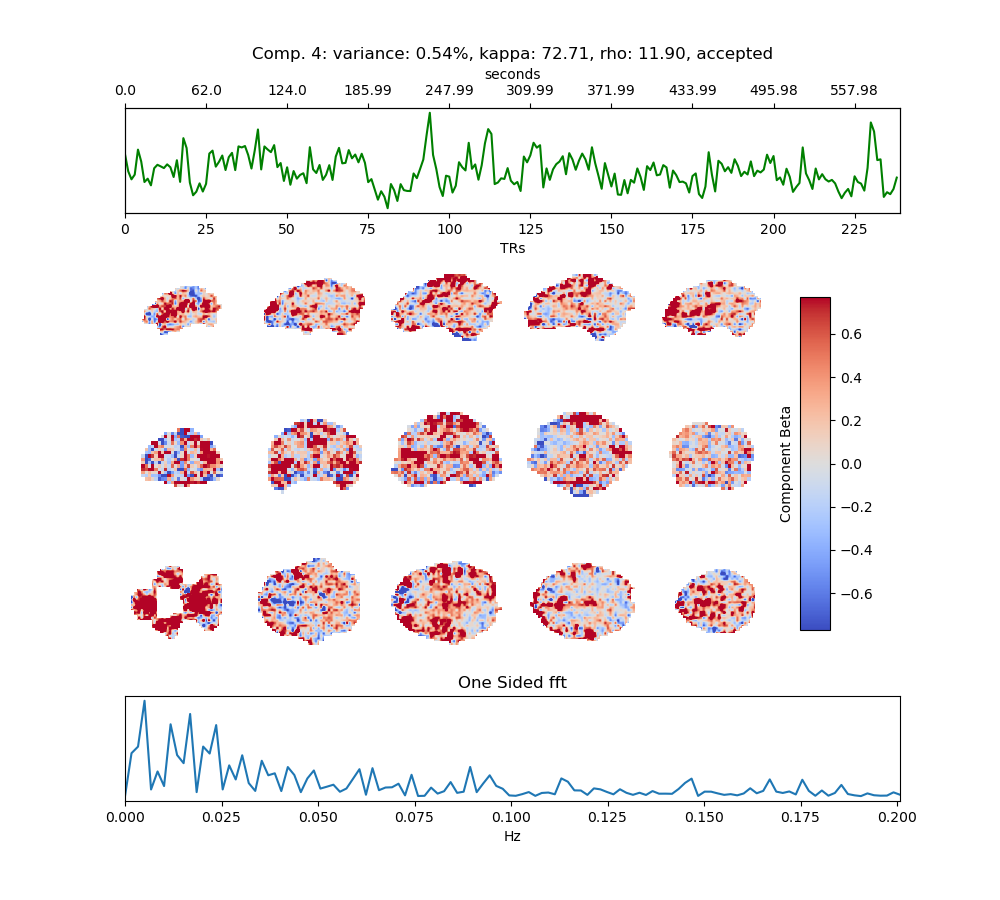 Comp. 4: variance: 0.54%, kappa: 72.71, rho: 11.90, accepted
seconds
0.0 62.0 124.0 185.99 247.99 309.99 371.99 433.99 495.98 557.98
0 25 50 75 100 125 150 175 200 225
TRs
0.6
0.4
0.2
0.0
−0.2
−0.4
−0.6
Component Beta
One Sided fft
0.000 0.025 0.050 0.075 0.100 0.125 0.150 0.175 0.200
Hz